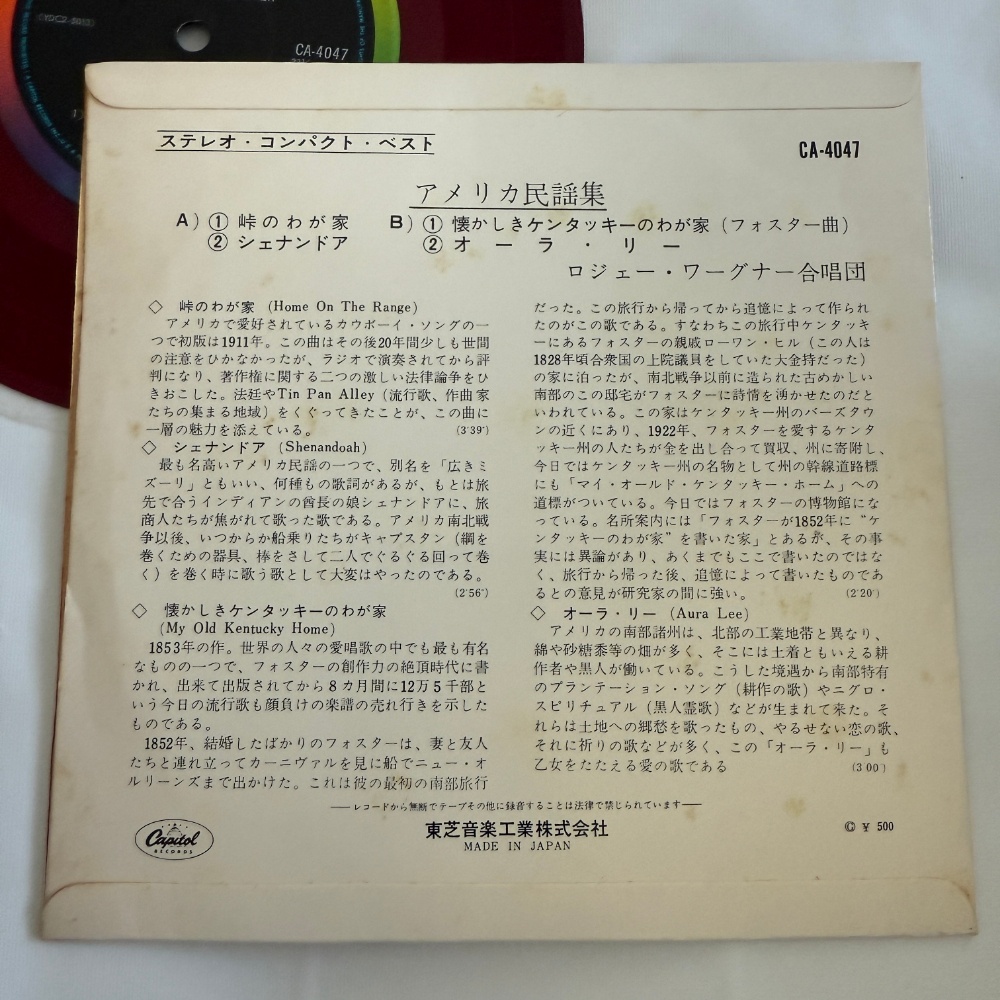 CA-4047
ステレオ・コンパクト・ベスト
CA-4047
アメリカ民謡集
A) ① 峠のわが家
② シェナンドア
B) ① 懐かしきケンタッキーのわが家 (フォスター曲)
② オーラ・リー
ロジェー・ワーグナー合唱団
◇ 峠のわが家 (Home On The Range)
アメリカで愛好されているカウボーイ・ソングの一
つで初版は1911年。この曲はその後20年間少しも世間
の注意をひかなかったが、ラジオで演奏されてから評
判になり、著作権に関する二つの激しい法律論争をひ
きおこした。法廷やTin Pan Alley (流行歌、作曲家
たちの集まる地域) をくぐってきたことが、この曲に
一層の魅力を添えている。 (3′39″)
◇ シェナンドア (Shenandoah)
最も名高いアメリカ民謡の一つで、別名を「広きミ
ズーリ」ともいい、何種もの歌詞があるが、もとは旅
先で合うインディアンの酋長の娘シェナンドアに、旅
商人たちが焦がれて歌った歌である。アメリカ南北戦
争以後、いつからか船乗りたちがキャプスタン (綱を
巻くための器具、棒をさして二人でぐるぐる回って巻
く) を巻く時に歌う歌として大変はやったのである。
(2′56″)
◇ 懐かしきケンタッキーのわが家
(My Old Kentucky Home)
1853年の作。世界の人々の愛唱歌の中でも最も有名
なものの一つで、フォスターの創作力の絶頂時代に書
かれ、出来て出版されてから8カ月間に12万5千部と
いう今日の流行歌も顔負けの楽譜の売れ行きを示した
ものである。
1852年、結婚したばかりのフォスターは、妻と友人
たちと連れ立ってカーニヴァルを見に船でニュー・オ
ルリーンズまで出かけた。これは彼の最初の南部旅行
だった。この旅行から帰ってから追憶によって作られ
たのがこの歌である。すなわちこの旅行中ケンタッキ
ーにあるフォスターの親戚ローワン・ヒル (この人は
1828年頃合衆国の上院議員をしていた大金持だった)
の家に泊ったが、南北戦争以前に造られた古めかしい
南部のこの邸宅がフォスターに詩情を湧かせたのだと
いわれている。この家はケンタッキー州のバーズタウ
ンの近くにあり、1922年、フォスターを愛するケンタ
ッキー州の人たちが金を出し合って買収、州に寄附し、
今日ではケンタッキー州の名物として州の幹線道路標
にも「マイ・オールド・ケンタッキー・ホーム」への
道標がついている。今日ではフォスターの博物館にな
っている。名所案内には「フォスターが1852年に“ケ
ンタッキーのわが家”を書いた家」とあるが、その事
実には異論があり、あくまでもここで書いたのではな
く、旅行から帰った後、追憶によって書いたものであ
るとの意見が研究家の間に強い。 (2′20″)
◇ オーラ・リー (Aura Lee)
アメリカの南部諸州は、北部の工業地帯と異なり、
綿や砂糖黍等の畑が多く、そこには土着ともいえる耕
作者や黒人が働いている。こうした境遇から南部特有
のプランテーション・ソング (耕作の歌) やニグロ・
スピリチュアル (黒人霊歌) などが生まれて来た。そ
れらは土地への郷愁を歌ったもの、やるせない恋の歌、
それに祈りの歌などが多く、この「オーラ・リー」も
乙女をたたえる愛の歌である (3′00″)
──レコードから無断でテープその他に録音することは法律で禁じられています──
Capitol
RECORDS
東芝音楽工業株式会社
MADE IN JAPAN
Ⓒ ¥ 500